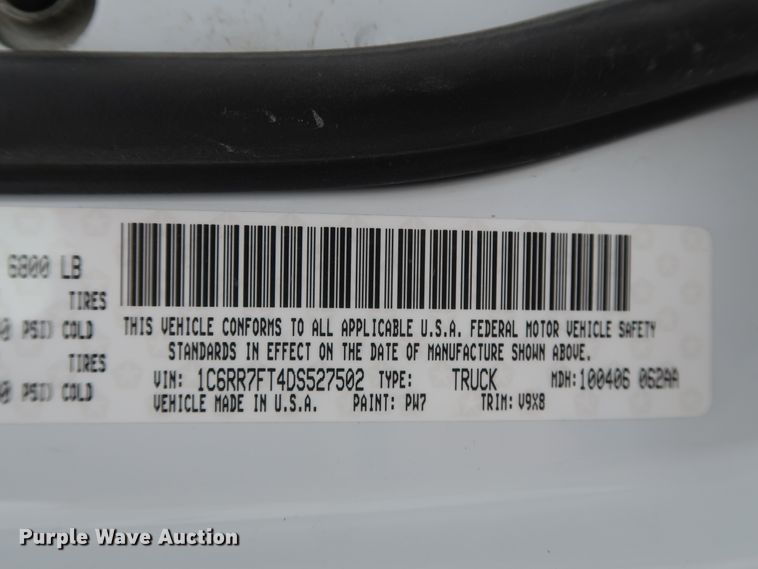 6800 LB
TIRES
PSI) COLD
TIRES
PSI) COLD
THIS VEHICLE CONFORMS TO ALL APPLICABLE U.S.A. FEDERAL MOTOR VEHICLE SAFETY
STANDARDS IN EFFECT ON THE DATE OF MANUFACTURE SHOWN ABOVE.
VIN: 1C6RR7FT4DS527502 TYPE: TRUCK MDH: 100406 062AA
VEHICLE MADE IN U.S.A. PAINT: PW7 TRIM: V9X8
Purple Wave Auction